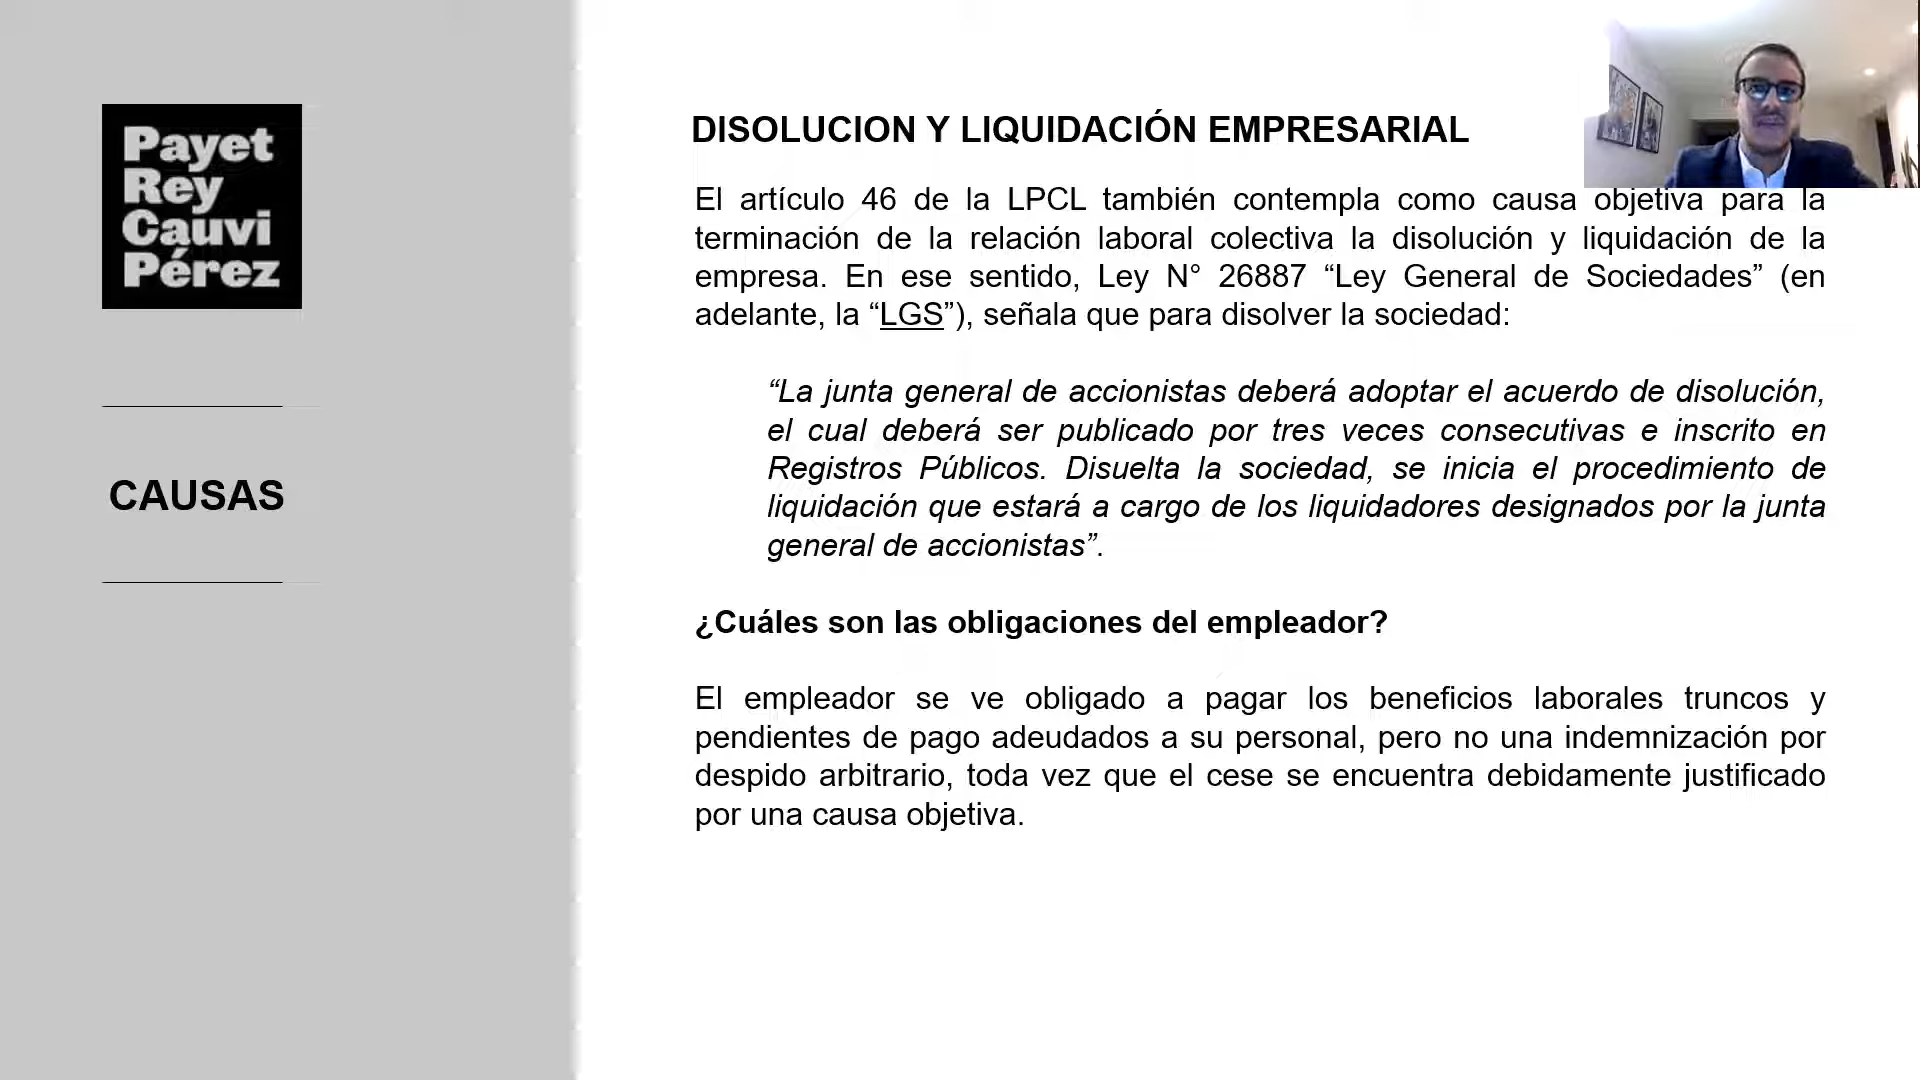 Payet
Rey
Cauvi
Pérez
CAUSAS
DISOLUCION Y LIQUIDACIÓN EMPRESARIAL
El artículo 46 de la LPCL también contempla como causa objetiva para la
terminación de la relación laboral colectiva la disolución y liquidación de la
empresa. En ese sentido, Ley N° 26887 “Ley General de Sociedades” (en
adelante, la “LGS”), señala que para disolver la sociedad:
“La junta general de accionistas deberá adoptar el acuerdo de disolución,
el cual deberá ser publicado por tres veces consecutivas e inscrito en
Registros Públicos. Disuelta la sociedad, se inicia el procedimiento de
liquidación que estará a cargo de los liquidadores designados por la junta
general de accionistas”.
¿Cuáles son las obligaciones del empleador?
El empleador se ve obligado a pagar los beneficios laborales truncos y
pendientes de pago adeudados a su personal, pero no una indemnización por
despido arbitrario, toda vez que el cese se encuentra debidamente justificado
por una causa objetiva.